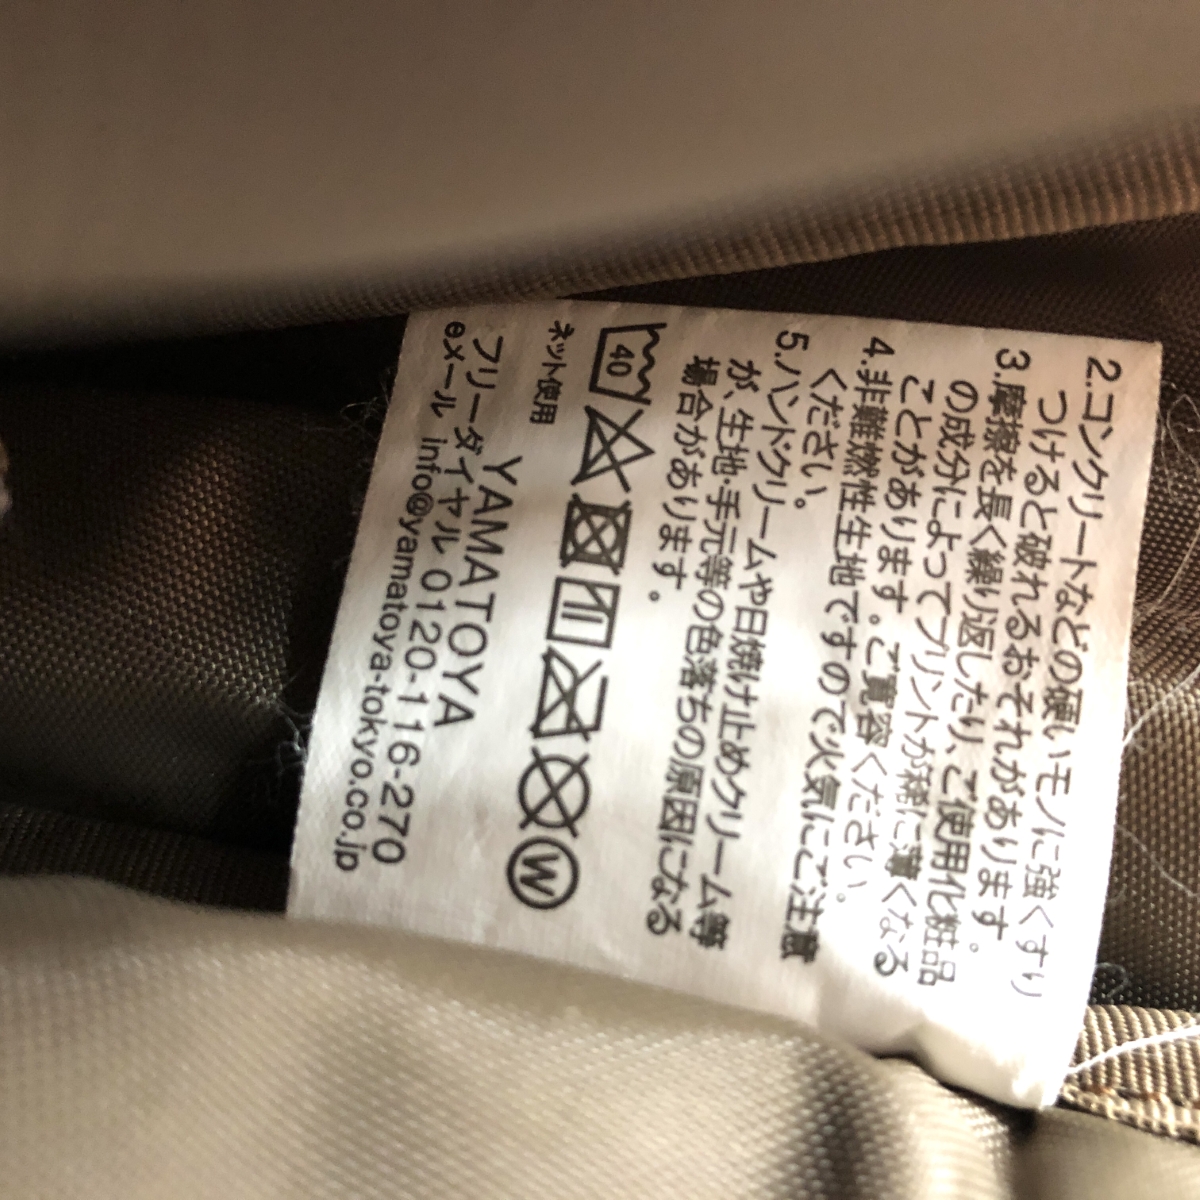 2.コンクリートなどの硬いモノに強くすり
つけると破れるおそれがあります。
3.摩擦を長く繰り返したり、ご使用化粧品
の成分によってプリントが稀に薄くなる
ことがあります。ご寛容ください。
4.非難燃性生地ですので火気にご注意
ください。
5.ハンドクリームや日焼け止めクリーム等
が、生地・手元等の色落ちの原因になる
場合があります。
40
W
ネット使用
YAMATOYA
フリーダイヤル 0120-116-270
eメール info@yamatoya-tokyo.co.jp